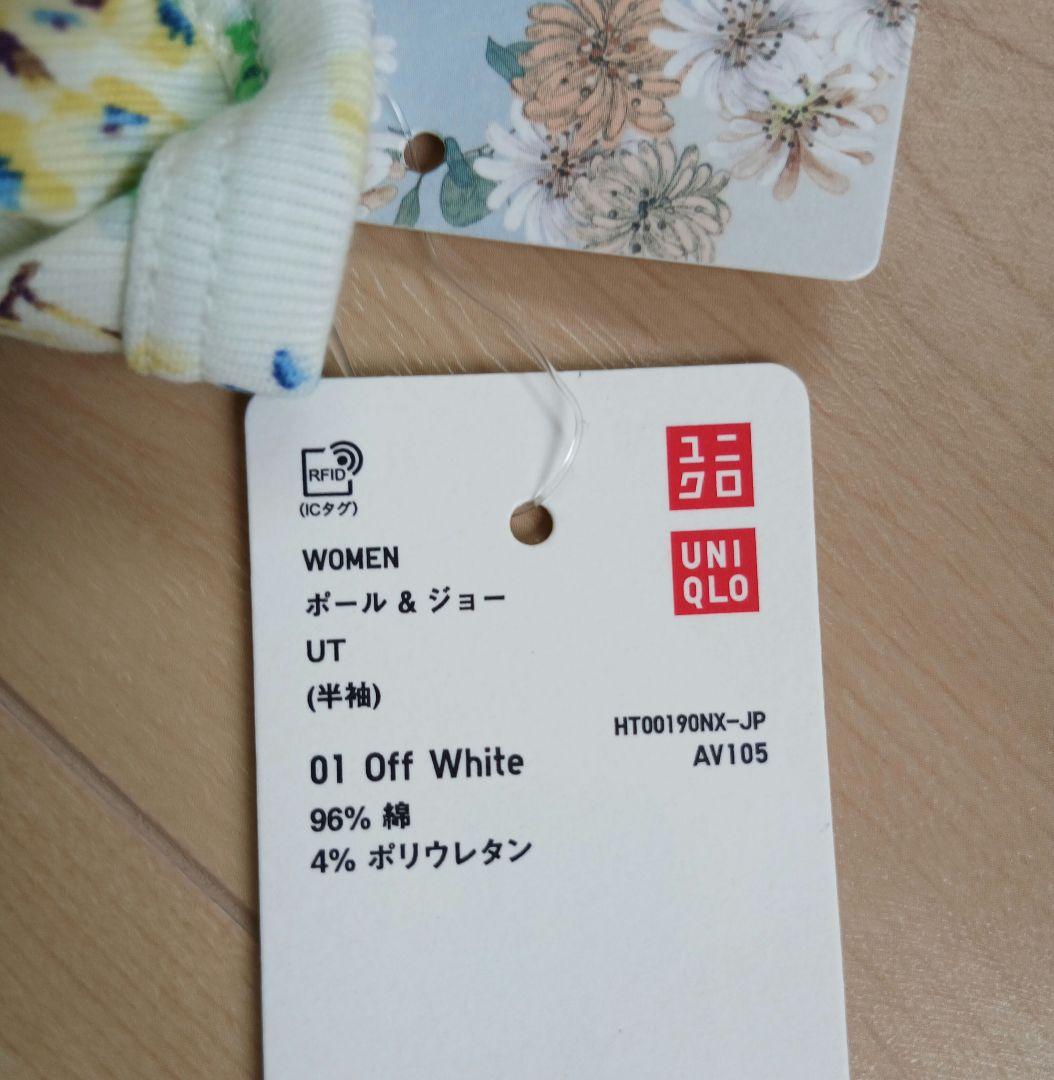 RFID
(ICタグ)
ユニ
クロ
UNI
QLO
WOMEN
ポール & ジョー
UT
(半袖)
HT00190NX-JP
AV105
01 Off White
96% 綿
4% ポリウレタン